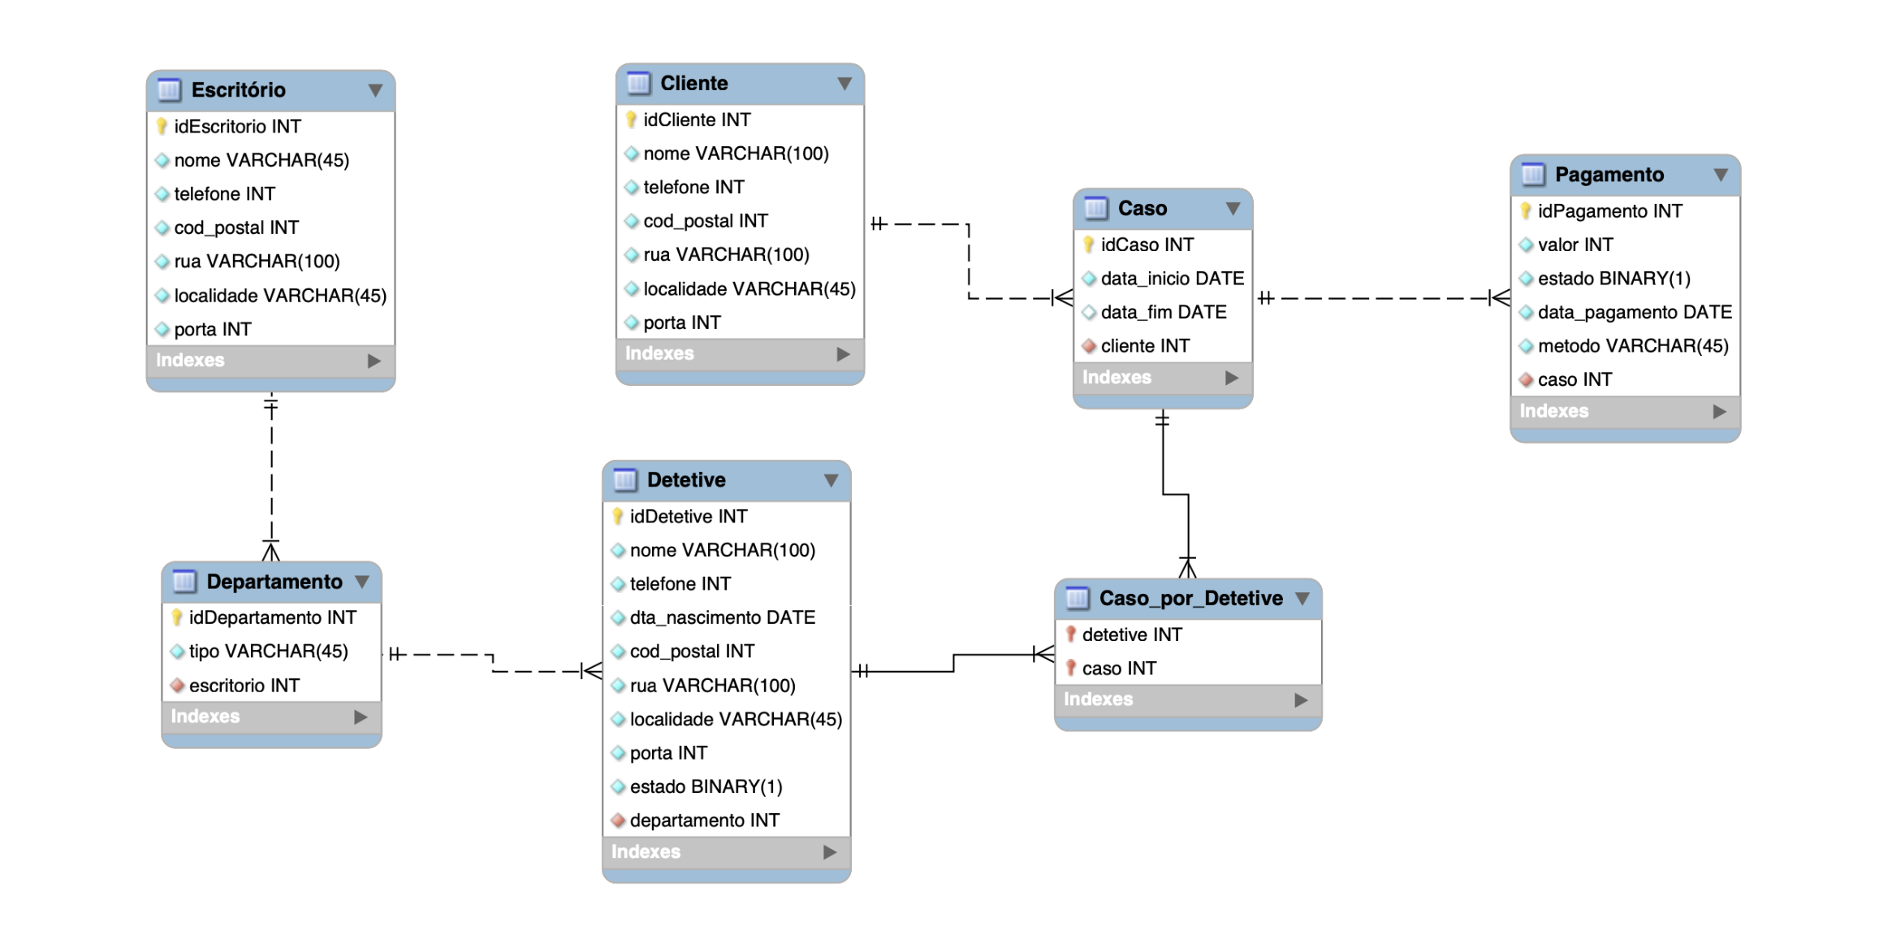 Escritório
idEscritorio INT
nome VARCHAR(45)
telefone INT
cod_postal INT
rua VARCHAR(100)
localidade VARCHAR(45)
porta INT
Indexes
Cliente
idCliente INT
nome VARCHAR(100)
telefone INT
cod_postal INT
rua VARCHAR(100)
localidade VARCHAR(45)
porta INT
Indexes
Caso
idCaso INT
data_inicio DATE
data_fim DATE
cliente INT
Indexes
Pagamento
idPagamento INT
valor INT
estado BINARY(1)
data_pagamento DATE
metodo VARCHAR(45)
caso INT
Indexes
Departamento
idDepartamento INT
tipo VARCHAR(45)
escritorio INT
Indexes
Detetive
idDetetive INT
nome VARCHAR(100)
telefone INT
dta_nascimento DATE
cod_postal INT
rua VARCHAR(100)
localidade VARCHAR(45)
porta INT
estado BINARY(1)
departamento INT
Indexes
Caso_por_Detetive
detetive INT
caso INT
Indexes